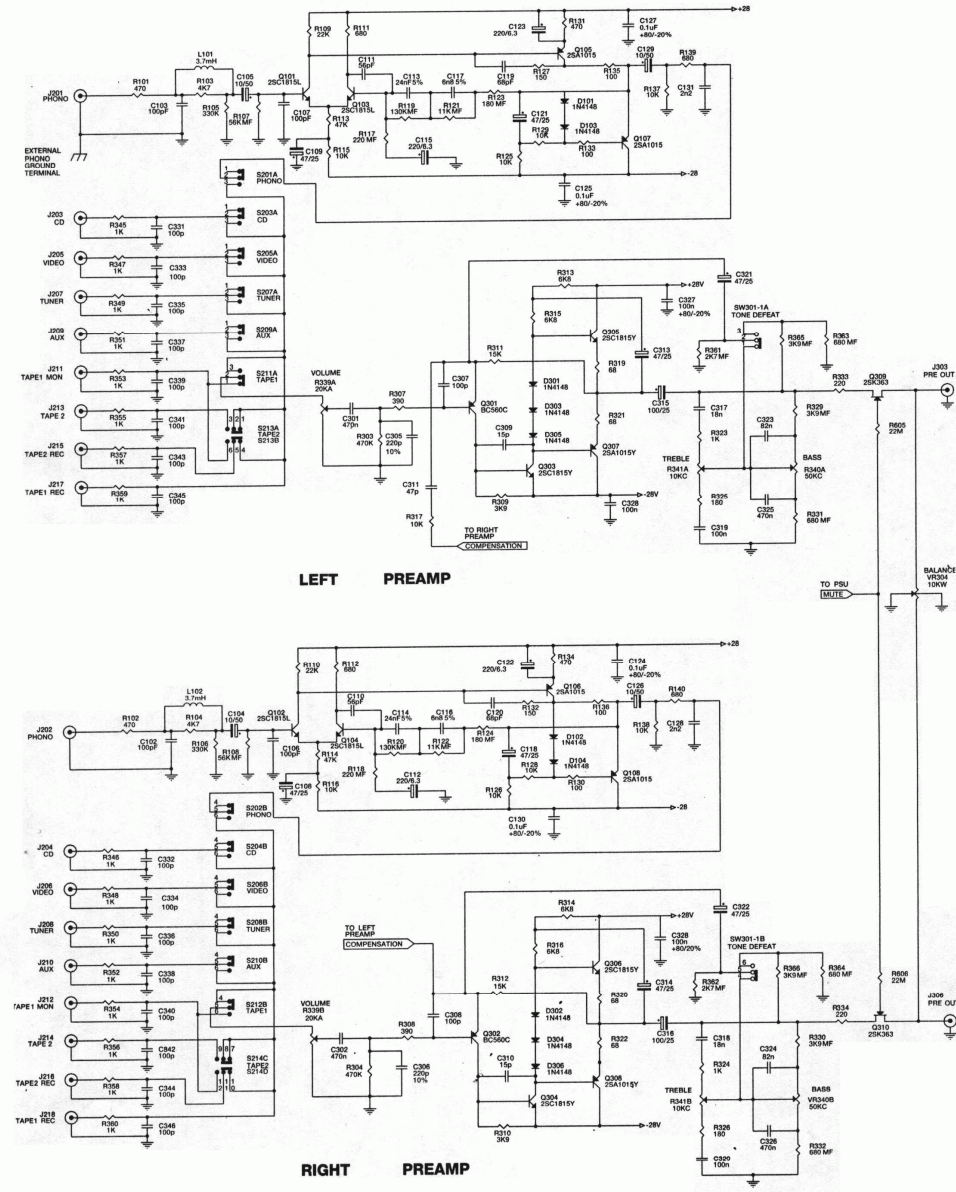 +28
R109
22K
R111
680
C123
220/6.3
R131
470
C127
0.1uF
+80/-20%
L101
3.7mH
C111
56pF
Q105
2SA1015
C129
10/50
R139
680
J201
PHONO
R101
470
R103
4K7
C105
10/50
Q101
2SC1815L
C113
24nF5%
C117
6n8 5%
C119
68pF
R127
150
R135
100
C103
100pF
R105
330K
R107
56K MF
C107
100pF
Q103
2SC1815L
R113
47K
R119
130KMF
R121
11K MF
R123
180 MF
D101
1N4148
R137
10K
C131
2n2
C121
47/25
D103
1N4148
R129
10K
Q107
2SA1015
C109
47/25
R115
10K
R117
220 MF
C115
220/6.3
R125
10K
R133
100
EXTERNAL
PHONO
GROUND
TERMINAL
-28
C125
0.1uF
+80/-20%
S201A
PHONO
J203
CD
R345
1K
C331
100p
S203A
CD
J205
VIDEO
R347
1K
C333
100p
S205A
VIDEO
J207
TUNER
R349
1K
C335
100p
S207A
TUNER
J209
AUX
R351
1K
C337
100p
S209A
AUX
J211
TAPE1 MON
R353
1K
C339
100p
S211A
TAPE1
J213
TAPE 2
R355
1K
C341
100p
3 2 1
S213A
TAPE2
S213B
6 5 4
J215
TAPE2 REC
R357
1K
C343
100p
J217
TAPE1 REC
R359
1K
C345
100p
VOLUME
R339A
20KA
C301
470n
R307
390
R303
470K
C305
220p
10%
C307
100p
Q301
BC560C
R311
15K
R313
6K8
R315
6K8
+28V
C327
100n
+80/-20%
C321
47/25
Q305
2SC1815Y
C313
47/25
R319
68
D301
1N4148
D303
1N4148
D305
1N4148
C309
15p
R321
68
Q307
2SA1015Y
Q303
2SC1815Y
C311
47p
R309
3K9
-28V
C328
100n
R317
10K
TO RIGHT
PREAMP
COMPENSATION
C315
100/25
SW301-1A
TONE DEFEAT
3
R361
2K7 MF
R365
3K9MF
R363
680 MF
R333
220
Q309
2SK363
J303
PRE OUT
C317
18n
R323
1K
C323
82n
R329
3K9MF
R605
22M
TREBLE
R341A
10KC
BASS
R340A
50KC
R325
180
C325
470n
C319
100n
R331
680 MF
LEFT PREAMP
TO PSU
MUTE
BALANCE
VR304
10KW
+28
R110
22K
R112
680
C122
220/6.3
R134
470
C124
0.1uF
+80/-20%
L102
3.7mH
C110
56pF
Q106
2SA1015
C126
10/50
R140
680
J202
PHONO
R102
470
R104
4K7
C104
10/50
Q102
2SC1815L
C114
24nF5%
C116
6n8 5%
C120
68pF
R132
150
R136
100
C102
100pF
R106
330K
R108
56K MF
C106
100pF
Q104
2SC1815L
R114
47K
R120
130KMF
R122
11K MF
R124
180 MF
D102
1N4148
R138
10K
C128
2n2
C118
47/25
D104
1N4148
R128
10K
Q108
2SA1015
C108
47/25
R116
10K
R118
220 MF
C112
220/6.3
R126
10K
R130
100
-28
C130
0.1uF
+80/-20%
S202B
PHONO
J204
CD
R346
1K
C332
100p
S204B
CD
J206
VIDEO
R348
1K
C334
100p
S206B
VIDEO
J208
TUNER
R350
1K
C336
100p
S208B
TUNER
J210
AUX
R352
1K
C338
100p
S210B
AUX
J212
TAPE1 MON
R354
1K
C340
100p
S212B
TAPE1
J214
TAPE 2
R356
1K
C842
100p
9 8 7
S214C
TAPE2
S214D
J216
TAPE2 REC
R358
1K
C344
100p
J218
TAPE1 REC
R360
1K
C346
100p
TO LEFT
PREAMP
COMPENSATION
VOLUME
R339B
20KA
C302
470n
R308
390
R304
470K
C306
220p
10%
C308
100p
Q302
BC560C
R312
15K
R314
6K8
R316
6K8
+28V
C328
100n
+80/20%
C322
47/25
Q306
2SC1815Y
C314
47/25
R320
68
D302
1N4148
D304
1N4148
D306
1N4148
C310
15p
R322
68
Q308
2SA1015Y
Q304
2SC1815Y
R310
3K9
-28V
C316
100/25
SW301-1B
TONE DEFEAT
6
R362
2K7 MF
R366
3K9MF
R364
680 MF
R334
220
Q310
2SK363
R606
22M
J306
PRE OUT
C318
18n
R324
1K
C324
82n
R330
3K9MF
TREBLE
R341B
10KC
BASS
VR340B
50KC
R326
180
C326
470n
C320
100n
R332
680 MF
RIGHT PREAMP